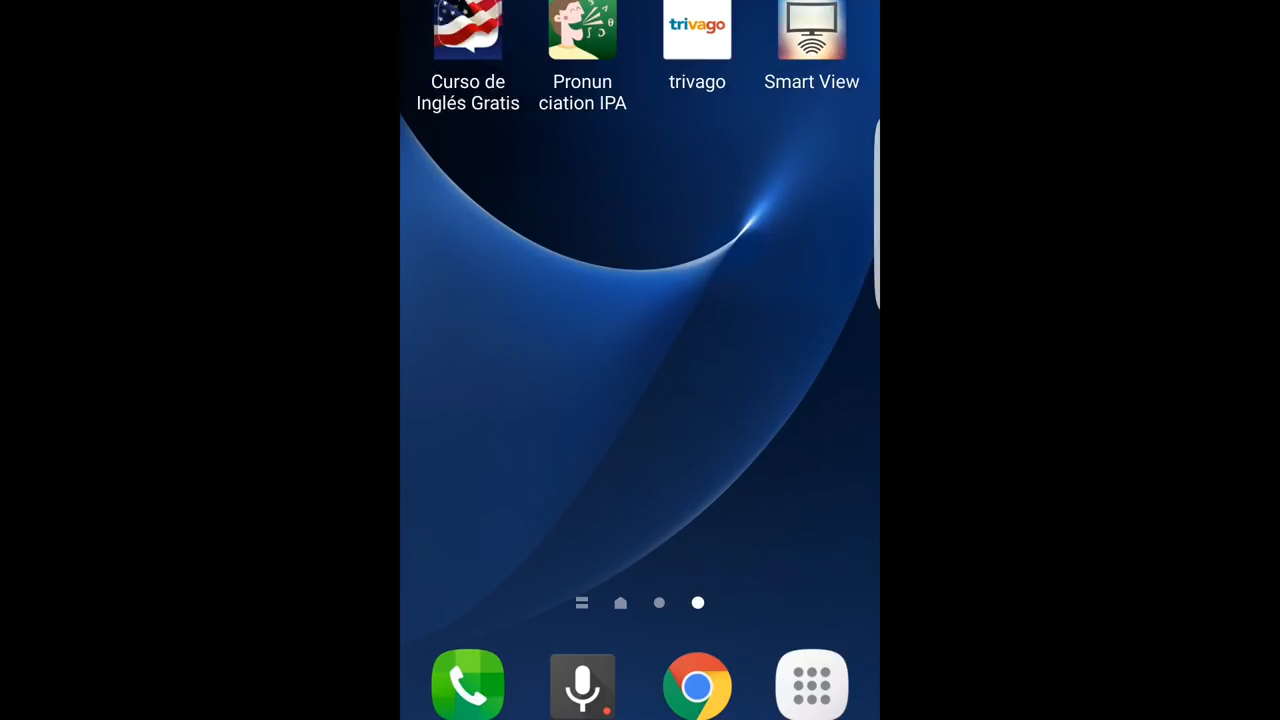 trivago
Curso de
Inglés Gratis
Pronun
ciation IPA
trivago
Smart View